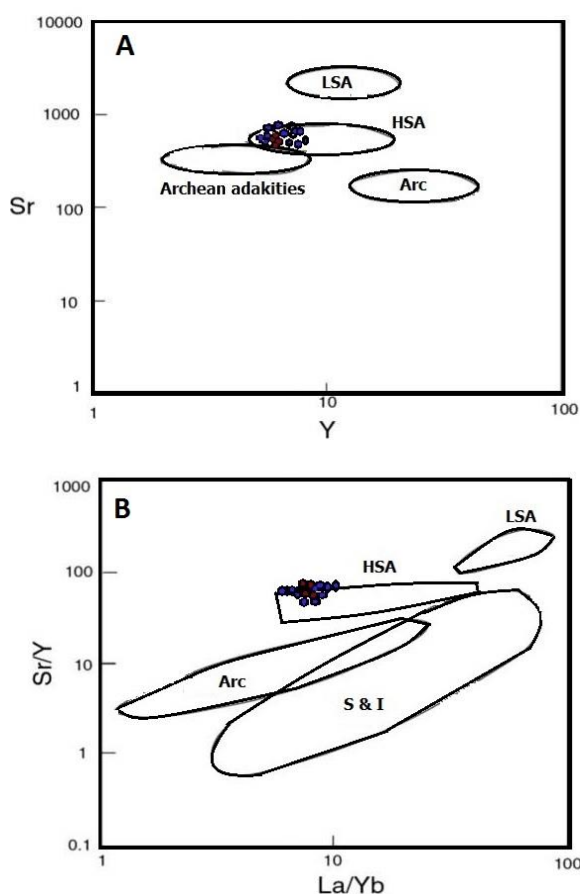 10000
A
LSA
1000
HSA
Archean adakities
Arc
Sr
100
10
1
1
10
100
Y
1000
B
LSA
HSA
100
Sr/Y
10
Arc
S & I
1
0.1
1
10
100
La/Yb